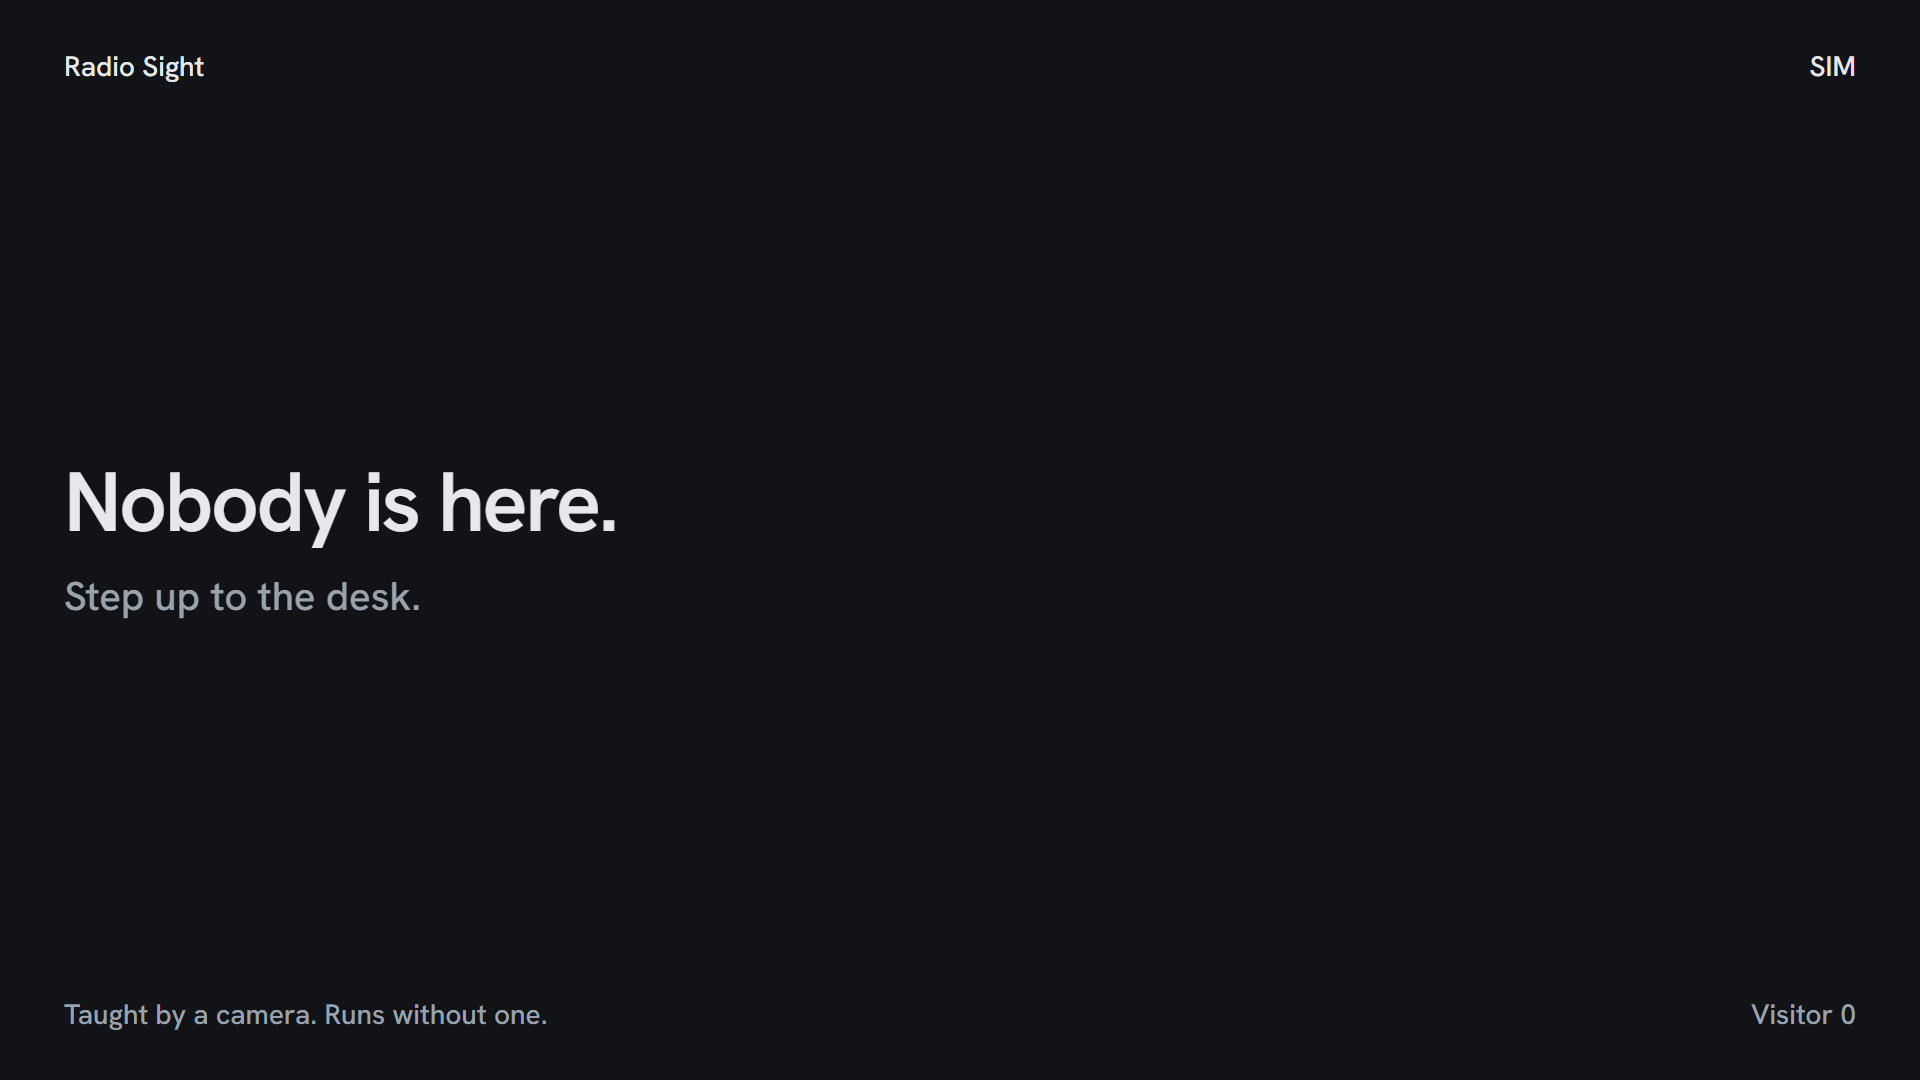 Radio Sight
SIM
Nobody is here.
Step up to the desk.
Taught by a camera. Runs without one.
Visitor 0